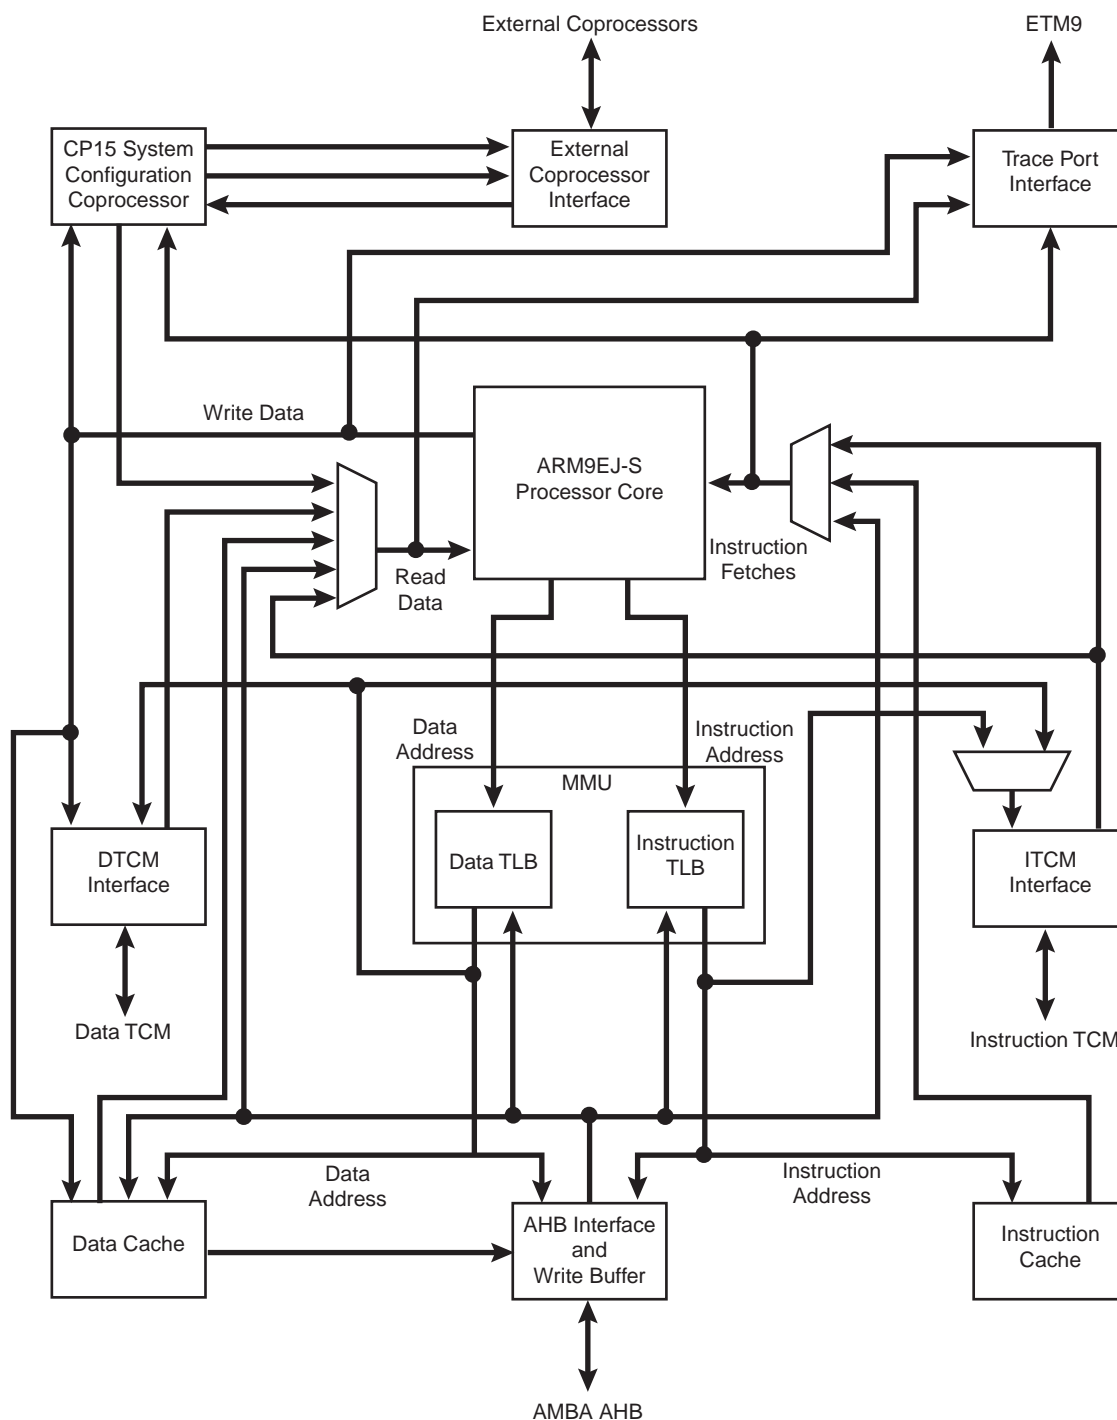 External Coprocessors
ETM9
CP15 System
Configuration
Coprocessor
External
Coprocessor
Interface
Trace Port
Interface
Write Data
ARM9EJ-S
Processor Core
Instruction
Fetches
Read
Data
Data
Address
Instruction
Address
MMU
DTCM
Interface
Data TLB
Instruction
TLB
ITCM
Interface
Data TCM
Instruction TCM
Data
Address
Instruction
Address
Data Cache
AHB Interface
and
Write Buffer
Instruction
Cache
AMBA AHB